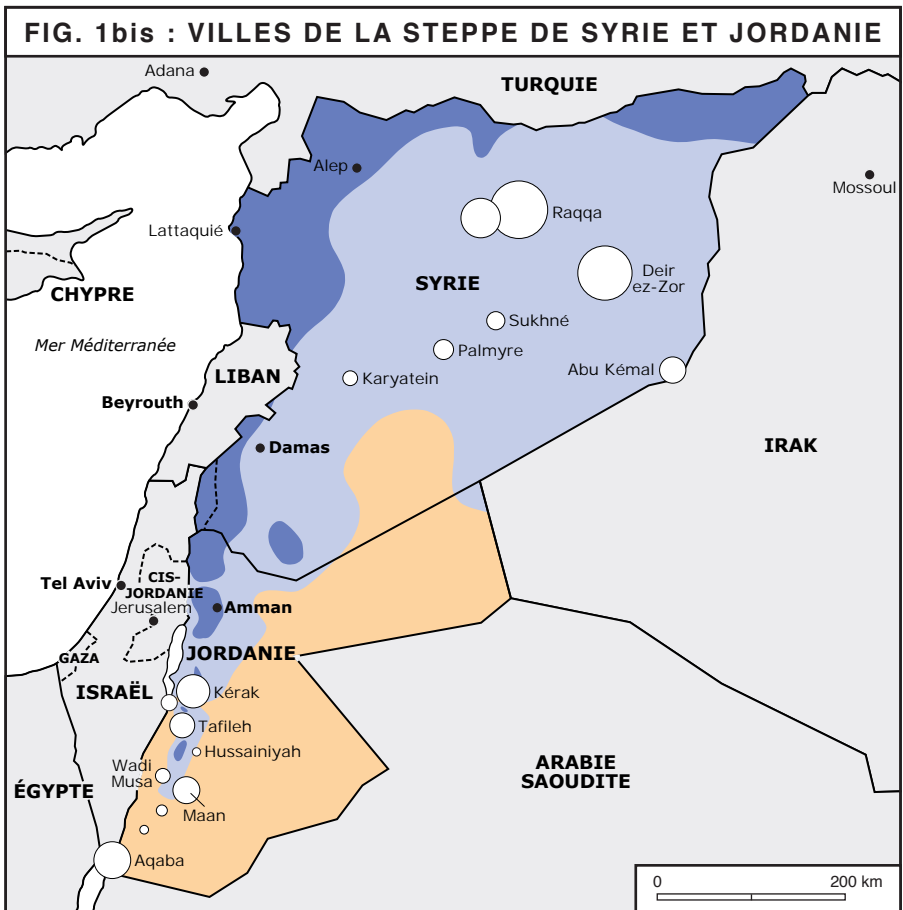 FIG. 1bis : VILLES DE LA STEPPE DE SYRIE ET JORDANIE
Adana
TURQUIE
Alep
Mossoul
Raqqa
Lattaquié
Deir
ez-Zor
SYRIE
CHYPRE
Sukhné
Mer Méditerranée
Palmyre
Abu Kémal
LIBAN
Karyatein
Beyrouth
Damas
IRAK
Tel Aviv
CIS-
JORDANIE
Jerusalem
Amman
GAZA
JORDANIE
ISRAËL
Kérak
Tafileh
Hussainiyah
Wadi
Musa
ARABIE
SAOUDITE
ÉGYPTE
Maan
Aqaba
0
200 km